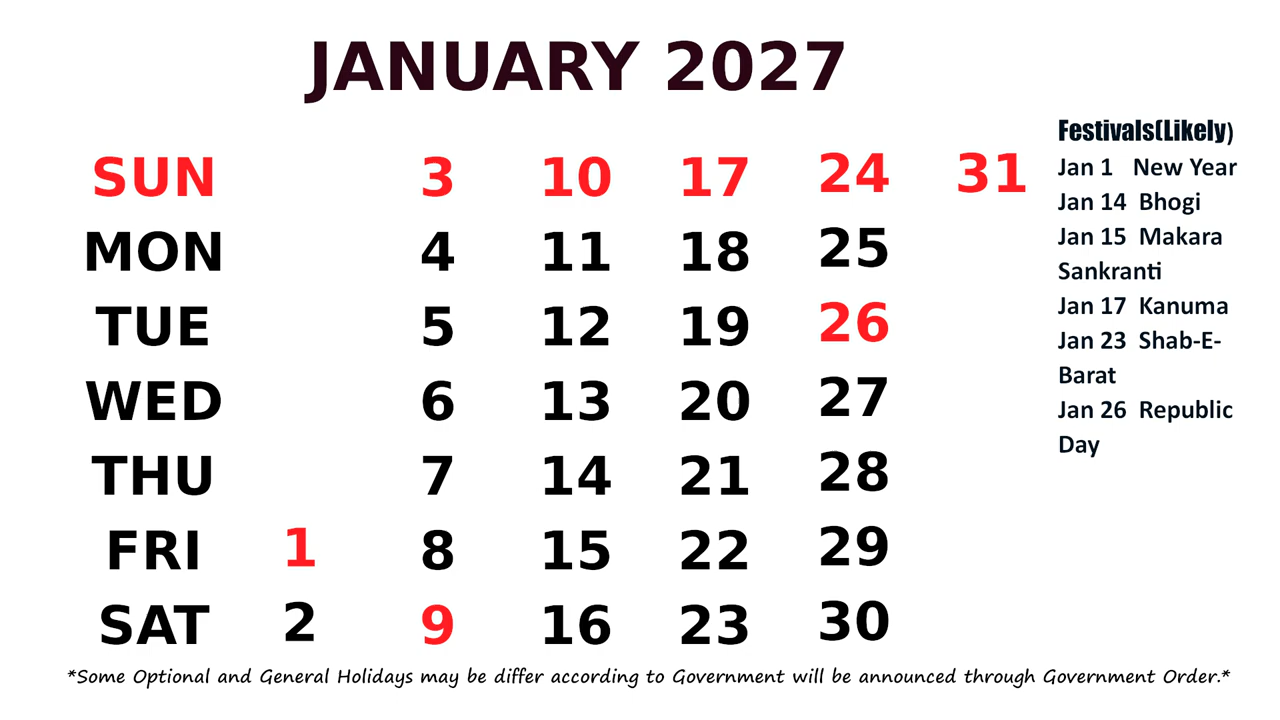 JANUARY 2027
SUN 3 10 17 24 31
MON 4 11 18 25
TUE 5 12 19 26
WED 6 13 20 27
THU 7 14 21 28
FRI 1 8 15 22 29
SAT 2 9 16 23 30
Festivals(Likely)
Jan 1 New Year
Jan 14 Bhogi
Jan 15 Makara
Sankranti
Jan 17 Kanuma
Jan 23 Shab-E-
Barat
Jan 26 Republic
Day
*Some Optional and General Holidays may be differ according to Government will be announced through Government Order.*